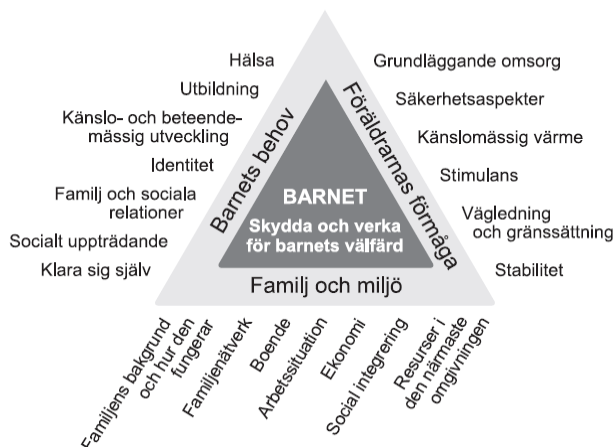 Hälsa
Utbildning
Känslo- och beteende-
mässig utveckling
Identitet
Familj och sociala
relationer
Socialt uppträdande
Klara sig själv
Barnets behov
BARNET
Skydda och verka
för barnets välfärd
Föräldrarnas förmåga
Grundläggande omsorg
Säkerhetsaspekter
Känslomässig värme
Stimulans
Vägledning
och gränssättning
Stabilitet
Familj och miljö
Familjens bakgrund
och hur den
fungerar
Familjenätverk
Boende
Arbetssituation
Ekonomi
Social integrering
Resurser i
den närmaste
omgivningen